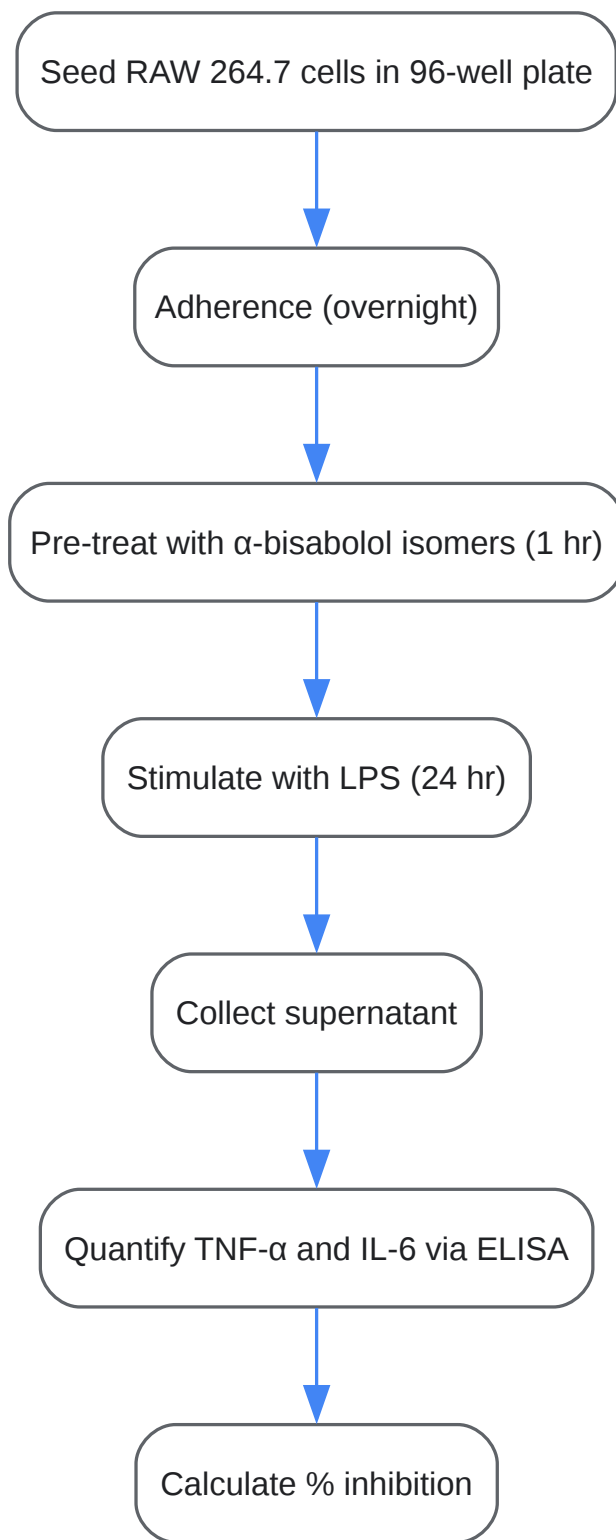 Seed RAW 264.7 cells in 96-well plate
Adherence (overnight)
Pre-treat with α-bisabolol isomers (1 hr)
Stimulate with LPS (24 hr)
Collect supernatant
Quantify TNF-α and IL-6 via ELISA
Calculate % inhibition